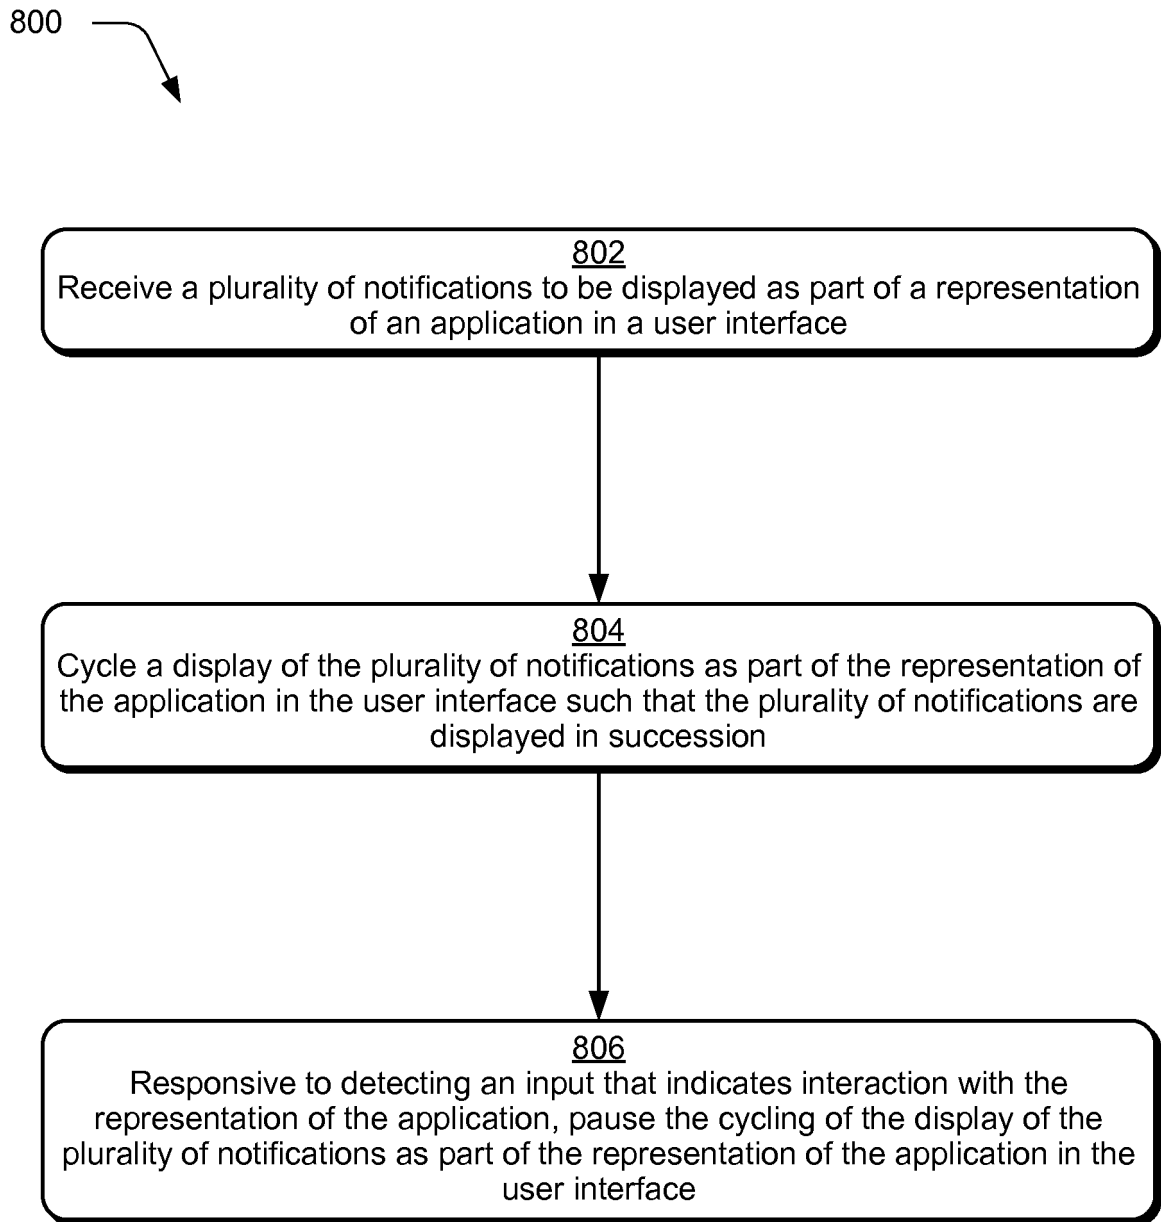 800
802
Receive a plurality of notifications to be displayed as part of a representation
of an application in a user interface
804
Cycle a display of the plurality of notifications as part of the representation of
the application in the user interface such that the plurality of notifications are
displayed in succession
806
Responsive to detecting an input that indicates interaction with the
representation of the application, pause the cycling of the display of the
plurality of notifications as part of the representation of the application in the
user interface